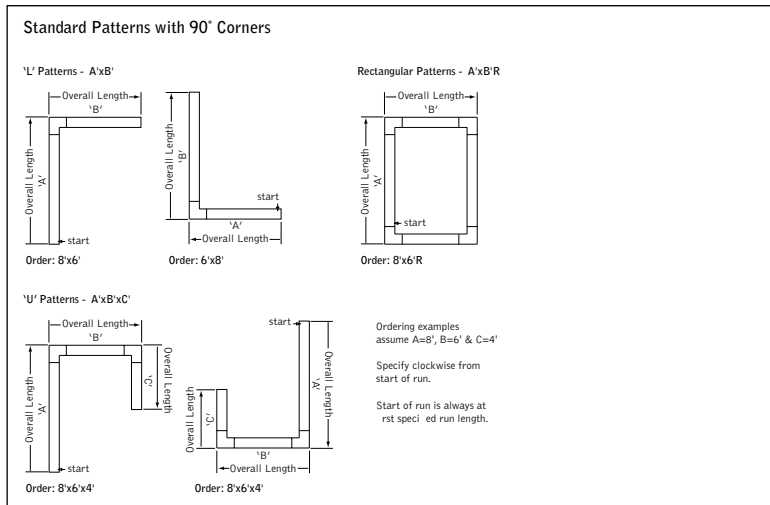 Standard Patterns with 90° Corners
‘L’ Patterns - A'xB'
Overall Length
‘B’
Overall Length
‘A’
start
Order: 8'x6'
Overall Length
‘B’
start
‘A’
Overall Length
Order: 6'x8'
Rectangular Patterns - A'xB'R
Overall Length
‘B’
Overall Length
‘A’
start
Order: 8'x6'R
‘U’ Patterns - A'xB'xC'
Overall Length
‘B’
Overall Length
‘C’
Overall Length
‘A’
start
Order: 8'x6'x4'
start
Overall Length
‘A’
Overall Length
‘C’
‘B’
Overall Length
Order: 8'x6'x4'
Ordering examples
assume A=8', B=6' & C=4'
Specify clockwise from
start of run.
Start of run is always at
rst speci ed run length.